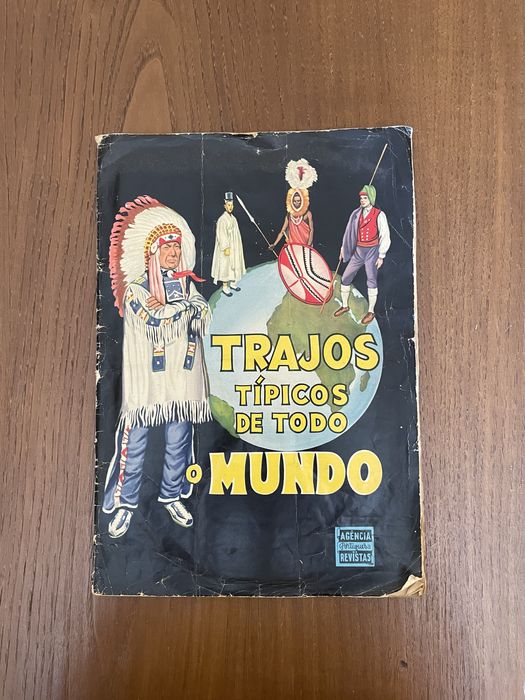 TRAJOS
TÍPICOS
DE TODO
O MUNDO
AGÊNCIA
Portuguesa
REVISTAS